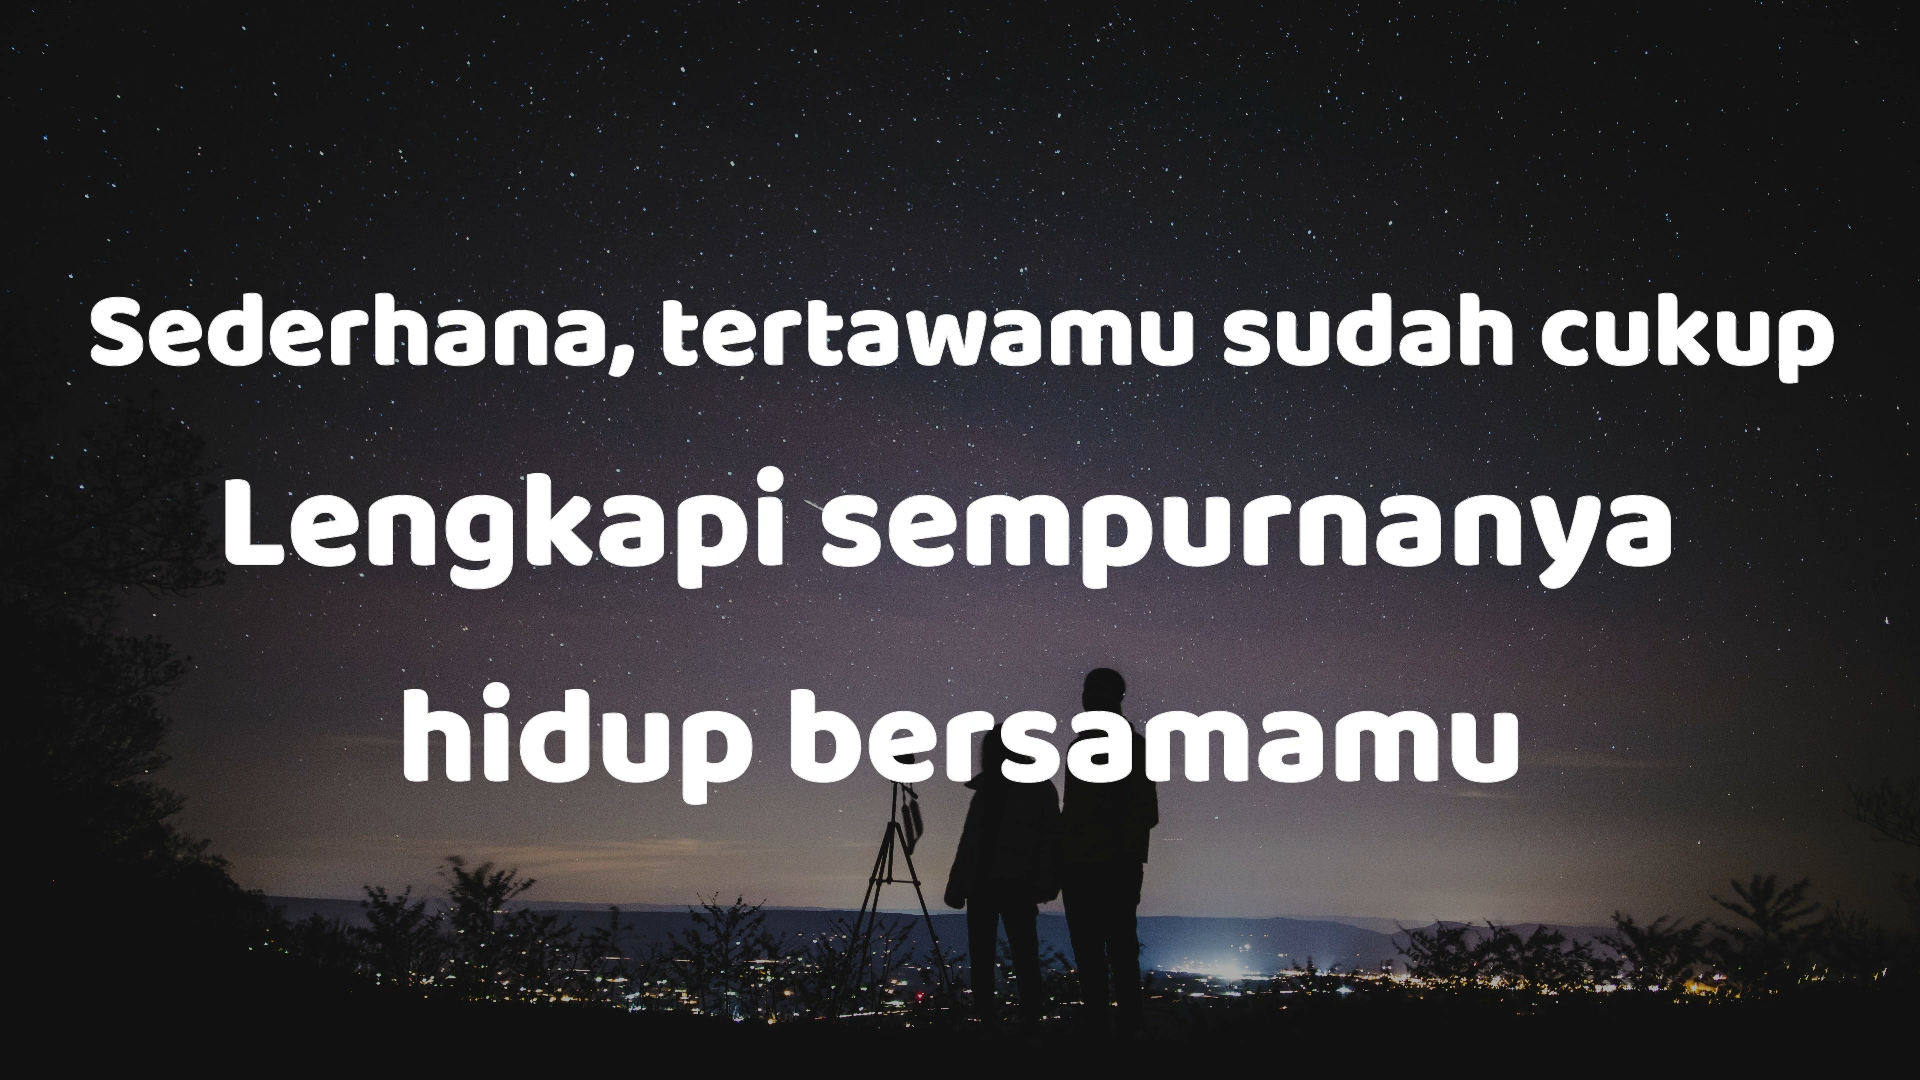 Sederhana, tertawamu sudah cukup
Lengkapi sempurnanya
hidup bersamamu